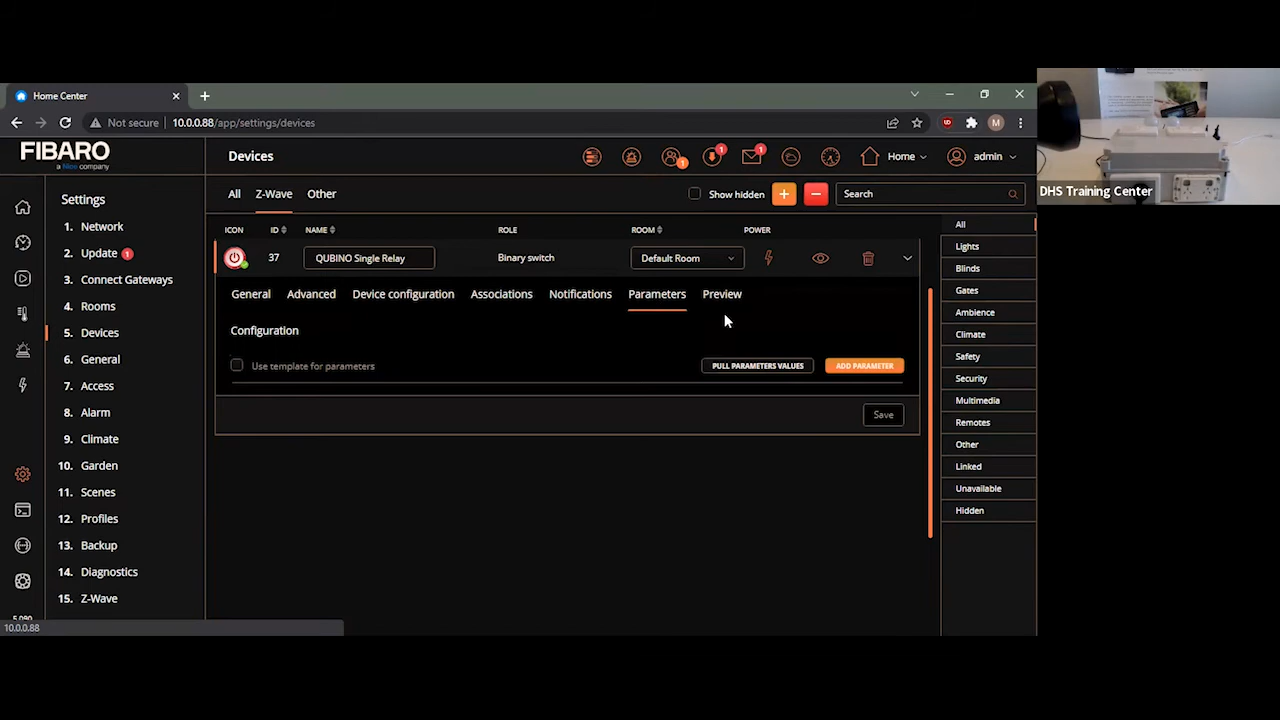 Home Center
Not secure
10.0.0.88/app/settings/devices
M
FIBARO
a Nice company
Devices
1
1
1
Home
admin
DHS Training Center
Settings
1. Network
2. Update 1
3. Connect Gateways
4. Rooms
5. Devices
6. General
7. Access
8. Alarm
9. Climate
10. Garden
11. Scenes
12. Profiles
13. Backup
14. Diagnostics
15. Z-Wave
10.0.0.88
All
Z-Wave
Other
Show hidden
Search
ICON
ID
NAME
ROLE
ROOM
POWER
37
QUBINO Single Relay
Binary switch
Default Room
General
Advanced
Device configuration
Associations
Notifications
Parameters
Preview
Configuration
Use template for parameters
PULL PARAMETERS VALUES
ADD PARAMETER
Save
All
Lights
Blinds
Gates
Ambience
Climate
Safety
Security
Multimedia
Remotes
Other
Linked
Unavailable
Hidden